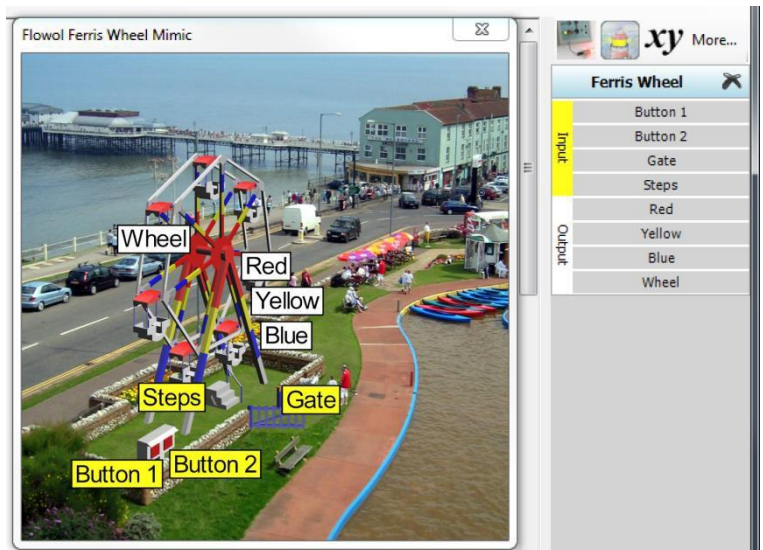 Flowol Ferris Wheel Mimic
Wheel
Red
Yellow
Blue
Steps
Gate
Button 1
Button 2
xy
More...
Ferris Wheel
Input
Button 1
Button 2
Gate
Steps
Output
Red
Yellow
Blue
Wheel